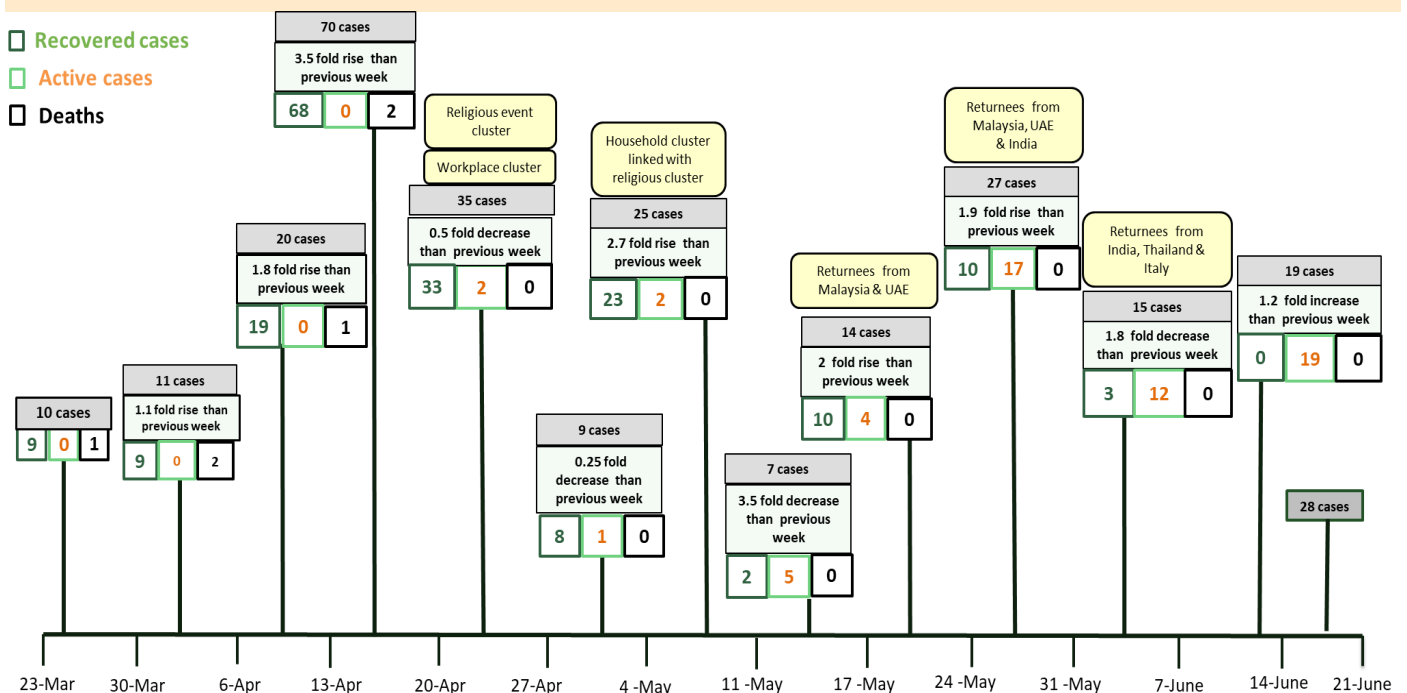 Recovered cases
Active cases
Deaths
10 cases
9 0 1
11 cases
1.1 fold rise than
previous week
9 0 2
20 cases
1.8 fold rise than
previous week
19 0 1
70 cases
3.5 fold rise than
previous week
68 0 2
Religious event
cluster
Workplace cluster
35 cases
0.5 fold decrease
than previous week
33 2 0
9 cases
0.25 fold
decrease than
previous week
8 1 0
Household cluster
linked with
religious cluster
25 cases
2.7 fold rise than
previous week
23 2 0
7 cases
3.5 fold decrease
than previous
week
2 5 0
Returnees from
Malaysia & UAE
14 cases
2 fold rise than
previous week
10 4 0
Returnees from
Malaysia, UAE
& India
27 cases
1.9 fold rise than
previous week
10 17 0
Returnees from
India, Thailand &
Italy
15 cases
1.8 fold decrease
than previous week
3 12 0
19 cases
1.2 fold increase
than previous week
0 19 0
28 cases
23-Mar 30-Mar 6-Apr 13-Apr 20-Apr 27-Apr 4 -May 11 -May 17 -May 24 -May 31 -May 7-June 14 -June 21-June